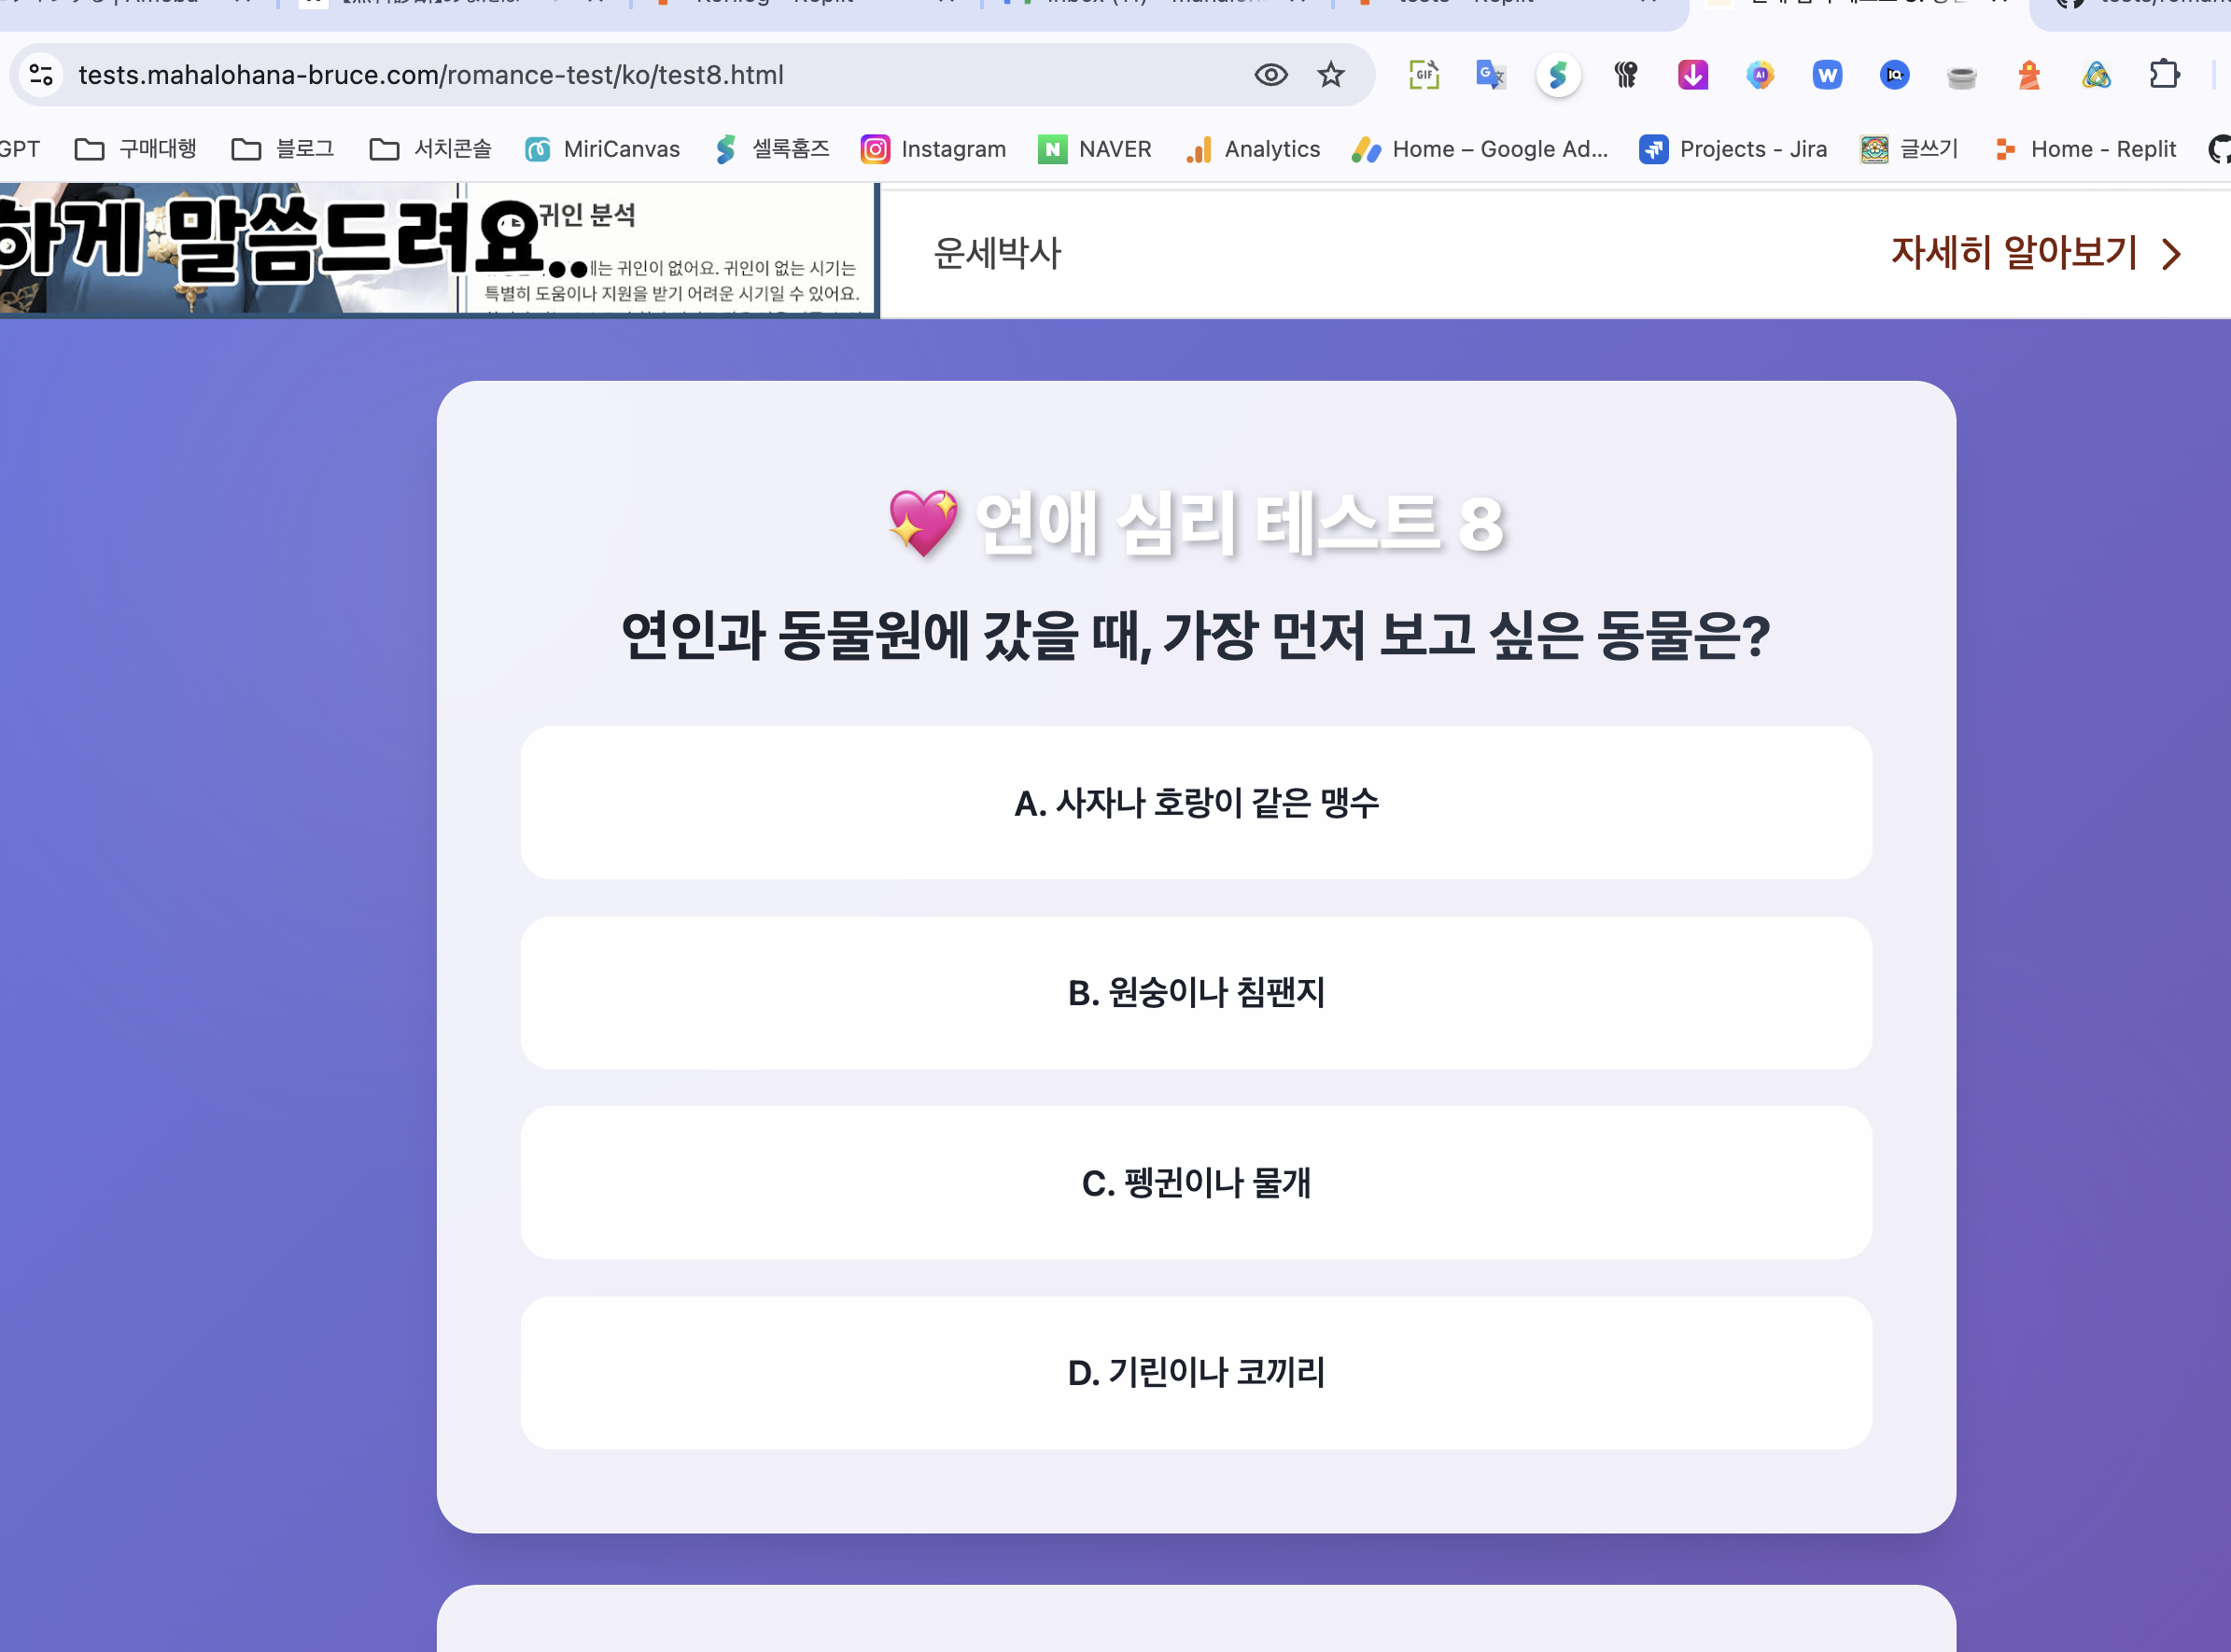 tests.mahalohana-bruce.com/romance-test/ko/test8.html
GPT 구매대행 블로그 서치콘솔 MiriCanvas 셀록홈즈 Instagram NAVER Analytics Home – Google Ad... Projects - Jira 글쓰기 Home - Replit
하게 말씀드려요..
귀인 분석
에는 귀인이 없어요. 귀인이 없는 시기는
특별히 도움이나 지원을 받기 어려운 시기일 수 있어요.
운세박사
자세히 알아보기
연애 심리 테스트 8
연인과 동물원에 갔을 때, 가장 먼저 보고 싶은 동물은?
A. 사자나 호랑이 같은 맹수
B. 원숭이나 침팬지
C. 펭귄이나 물개
D. 기린이나 코끼리